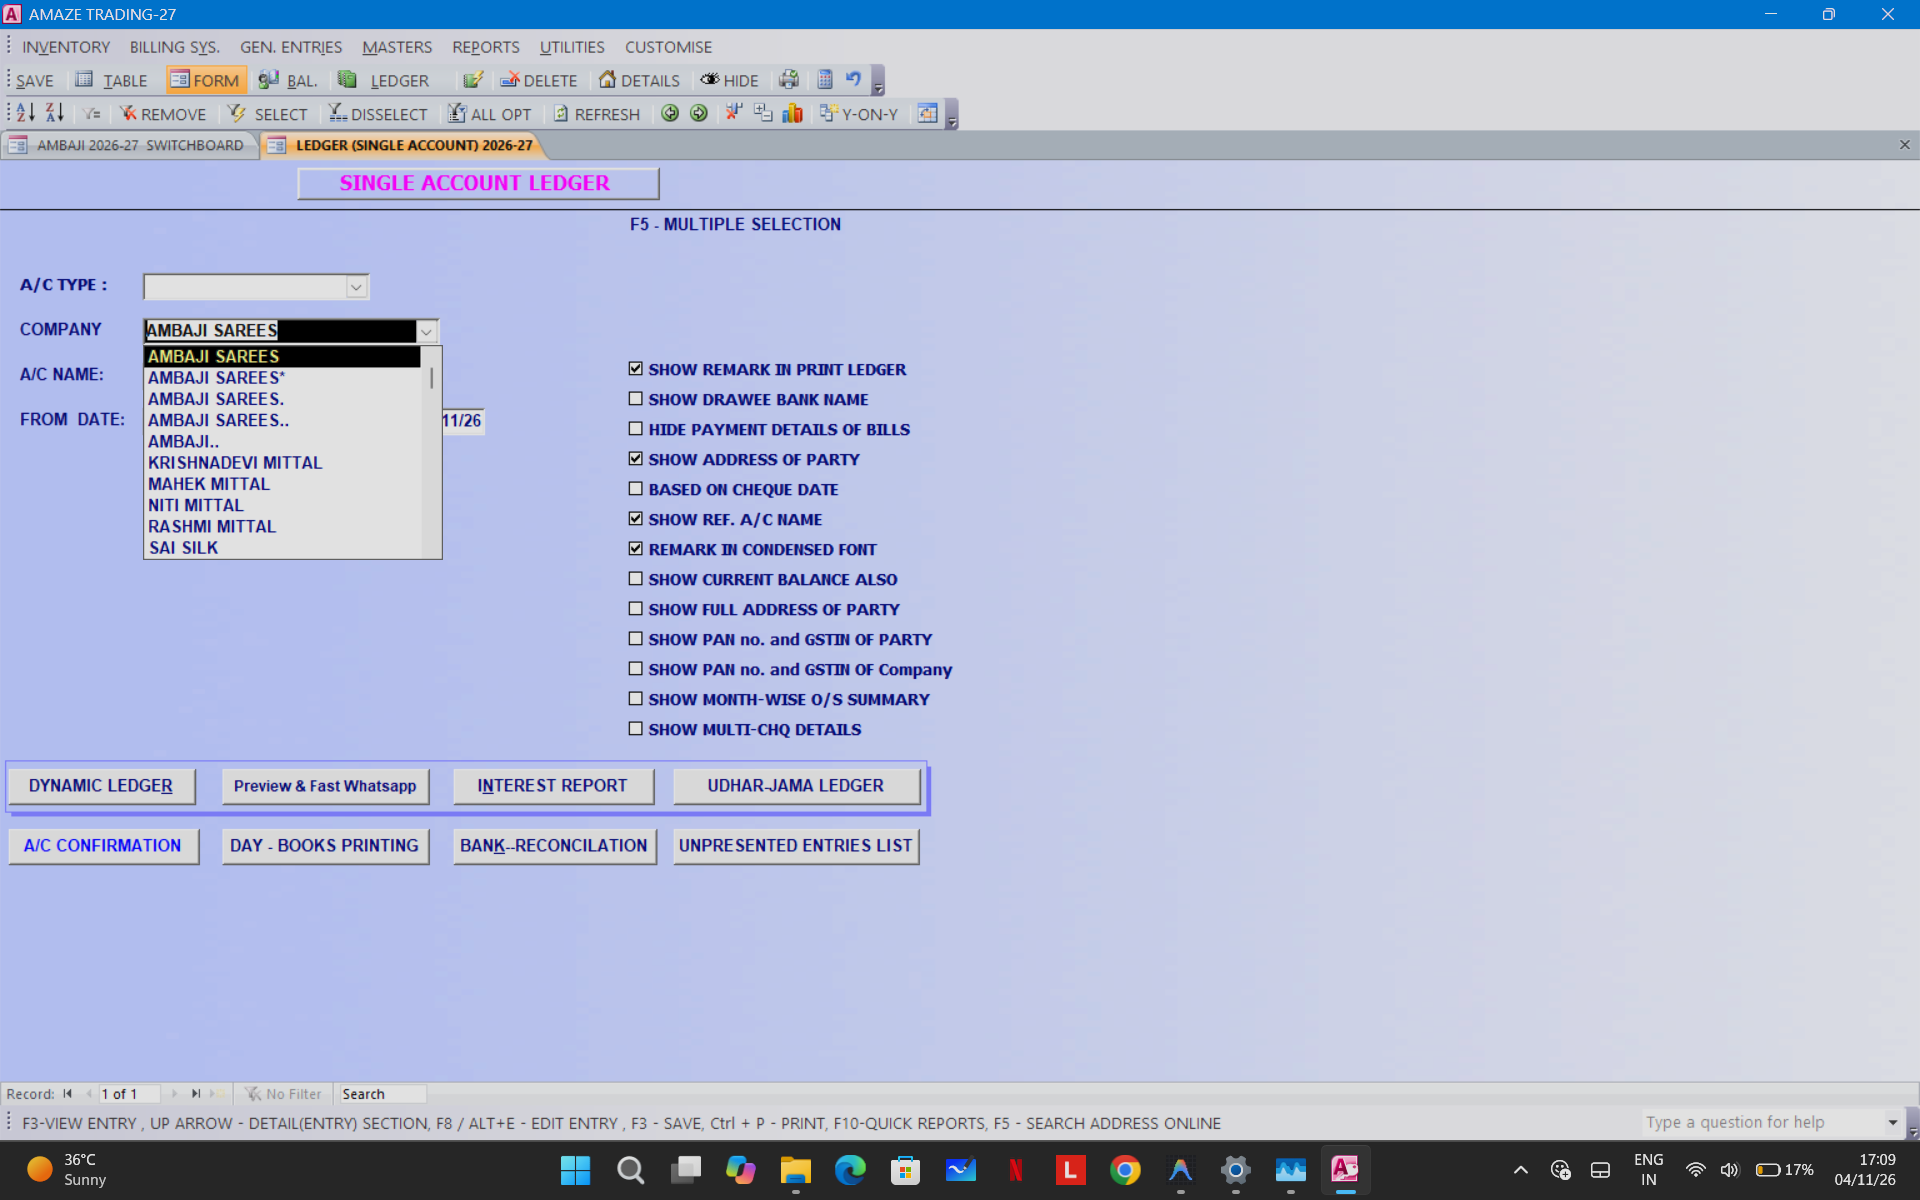 AMAZE TRADING-27
INVENTORY BILLING SYS. GEN. ENTRIES MASTERS REPORTS UTILITIES CUSTOMISE
SAVE TABLE FORM BAL. LEDGER DELETE DETAILS HIDE
REMOVE SELECT DISSELECT ALL OPT REFRESH Y-ON-Y
AMBAJI 2026-27 SWITCHBOARD LEDGER (SINGLE ACCOUNT) 2026-27
SINGLE ACCOUNT LEDGER
F5 - MULTIPLE SELECTION
A/C TYPE :
COMPANY AMBAJI SAREES
AMBAJI SAREES
AMBAJI SAREES*
AMBAJI SAREES.
AMBAJI SAREES..
AMBAJI..
KRISHNADEVI MITTAL
MAHEK MITTAL
NITI MITTAL
RASHMI MITTAL
SAI SILK
A/C NAME:
FROM DATE: 11/26
SHOW REMARK IN PRINT LEDGER
SHOW DRAWEE BANK NAME
HIDE PAYMENT DETAILS OF BILLS
SHOW ADDRESS OF PARTY
BASED ON CHEQUE DATE
SHOW REF. A/C NAME
REMARK IN CONDENSED FONT
SHOW CURRENT BALANCE ALSO
SHOW FULL ADDRESS OF PARTY
SHOW PAN no. and GSTIN OF PARTY
SHOW PAN no. and GSTIN OF Company
SHOW MONTH-WISE O/S SUMMARY
SHOW MULTI-CHQ DETAILS
DYNAMIC LEDGER Preview & Fast Whatsapp INTEREST REPORT UDHAR-JAMA LEDGER
A/C CONFIRMATION DAY - BOOKS PRINTING BANK--RECONCILATION UNPRESENTED ENTRIES LIST
Record: 1 of 1 No Filter Search
F3-VIEW ENTRY , UP ARROW - DETAIL(ENTRY) SECTION, F8 / ALT+E - EDIT ENTRY , F3 - SAVE, Ctrl + P - PRINT, F10-QUICK REPORTS, F5 - SEARCH ADDRESS ONLINE Type a question for help
36°C
Sunny
ENG
IN
17%
17:09
04/11/26